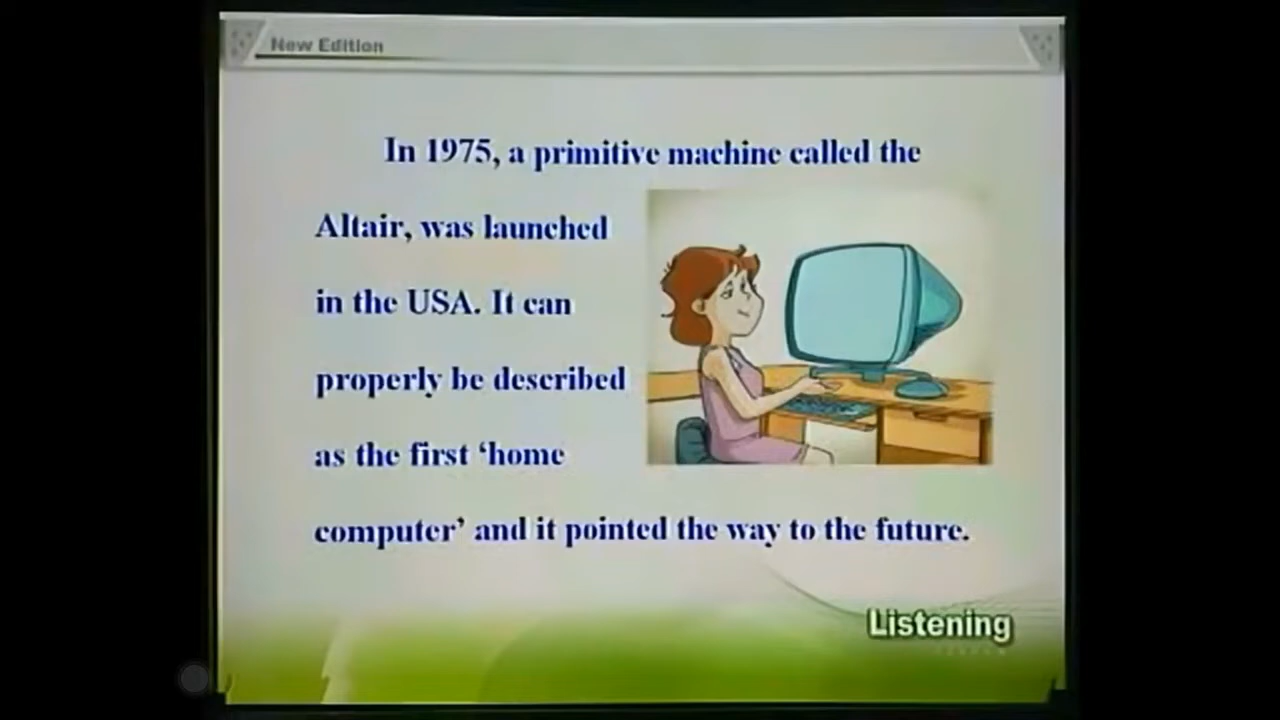 New Edition
In 1975, a primitive machine called the
Altair, was launched
in the USA. It can
properly be described
as the first ‘home
computer’ and it pointed the way to the future.
Listening